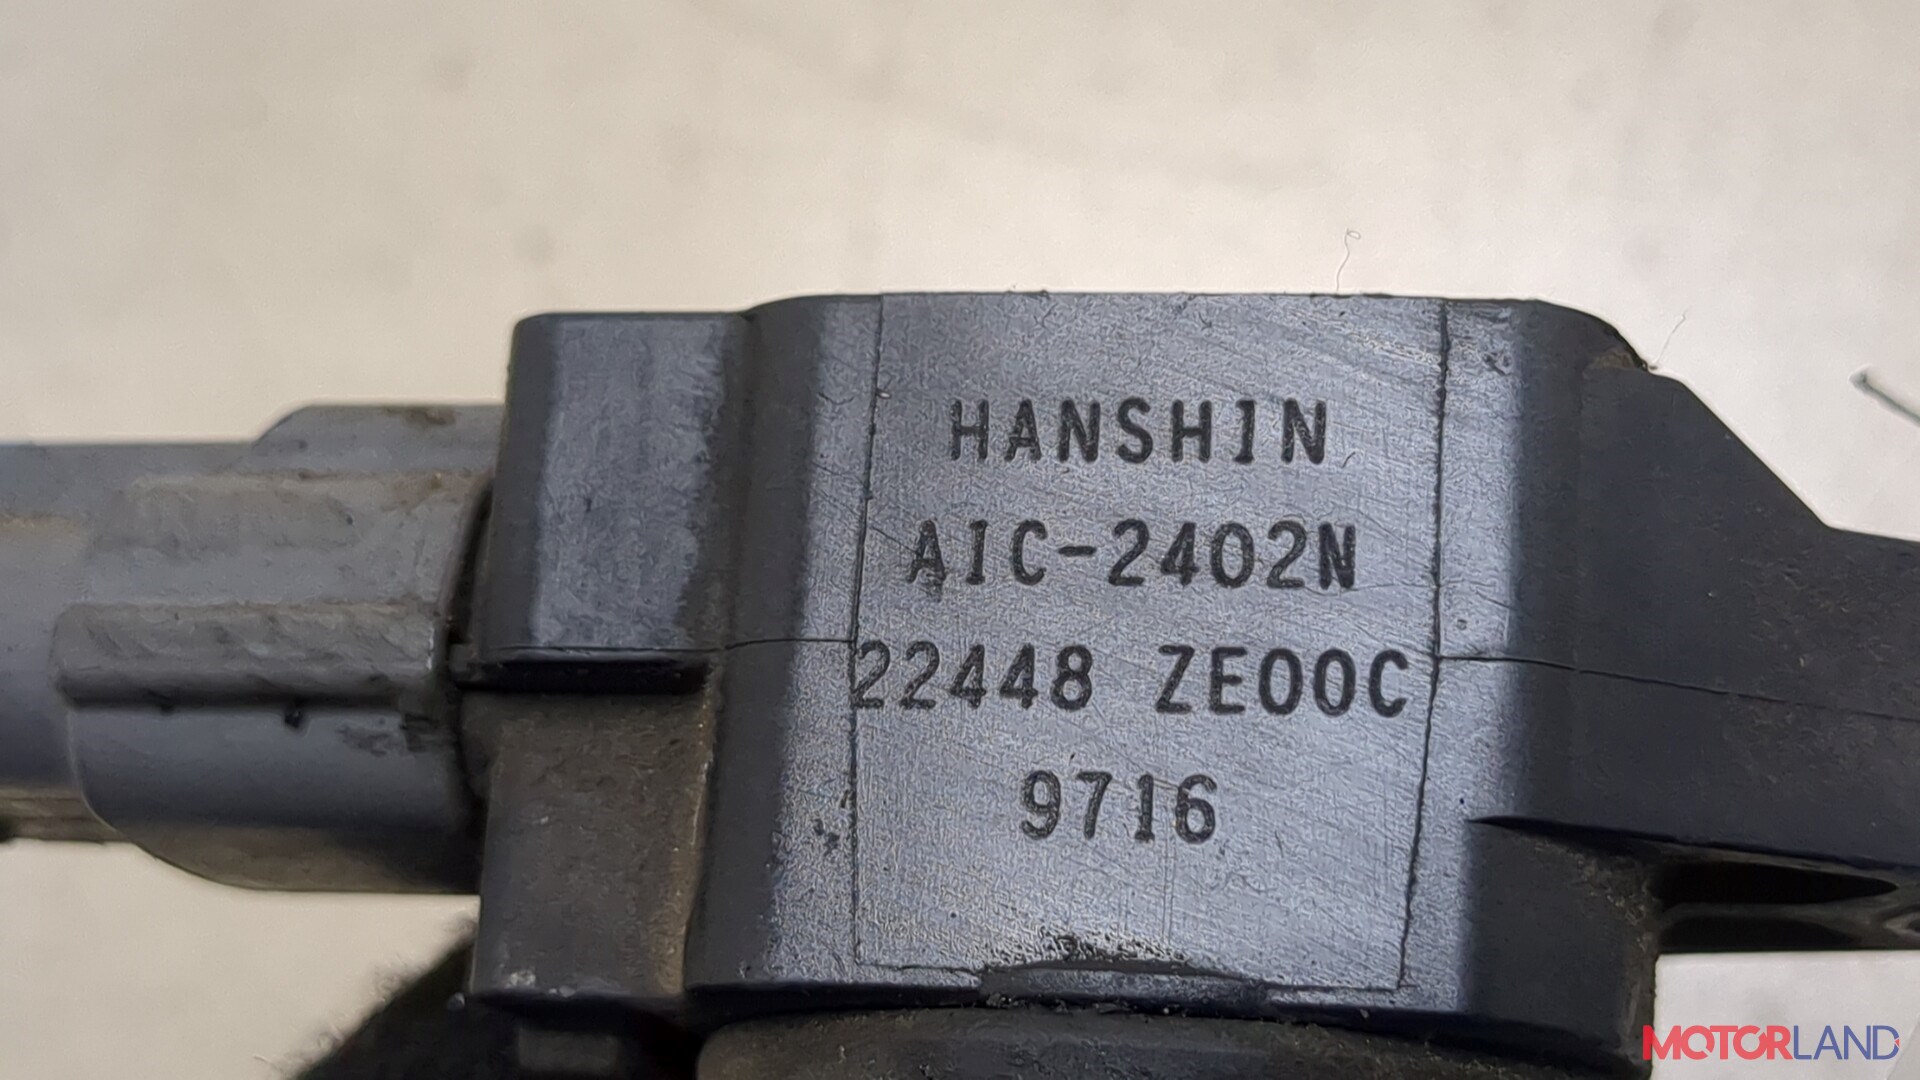 HANSHIN
AIC-2402N
22448 ZE00C
9716
MOTORLAND